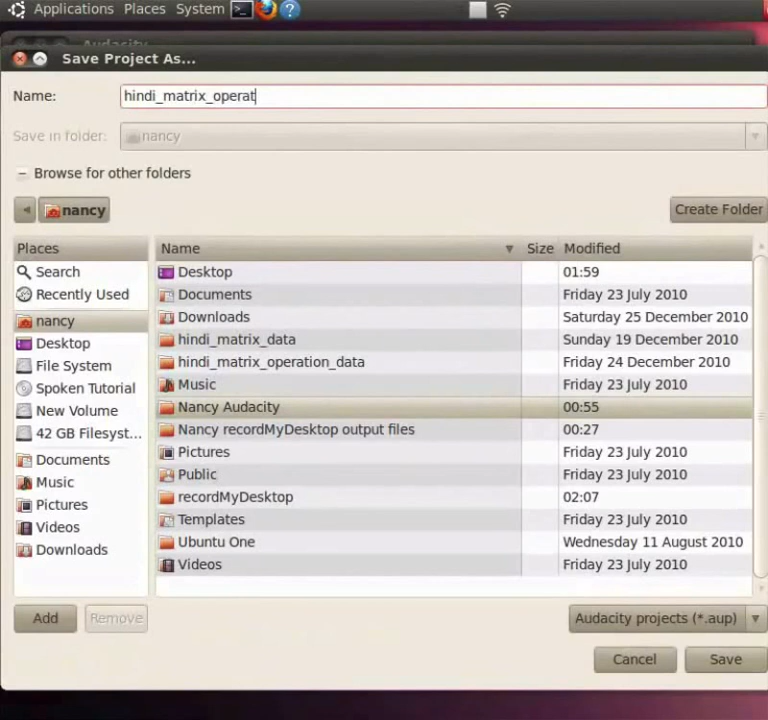 Applications Places System
Audacity
Save Project As...
Name: hindi_matrix_operat
Save in folder: nancy
Browse for other folders
nancy Create Folder
Places Name Size Modified
Search Desktop 01:59
Recently Used Documents Friday 23 July 2010
nancy Downloads Saturday 25 December 2010
Desktop hindi_matrix_data Sunday 19 December 2010
File System hindi_matrix_operation_data Friday 24 December 2010
Spoken Tutorial Music Friday 23 July 2010
New Volume Nancy Audacity 00:55
42 GB Filesyst... Nancy recordMyDesktop output files 00:27
Documents Pictures Friday 23 July 2010
Music Public Friday 23 July 2010
Pictures recordMyDesktop 02:07
Videos Templates Friday 23 July 2010
Downloads Ubuntu One Wednesday 11 August 2010
Videos Friday 23 July 2010
Add Remove Audacity projects (*.aup)
Cancel Save